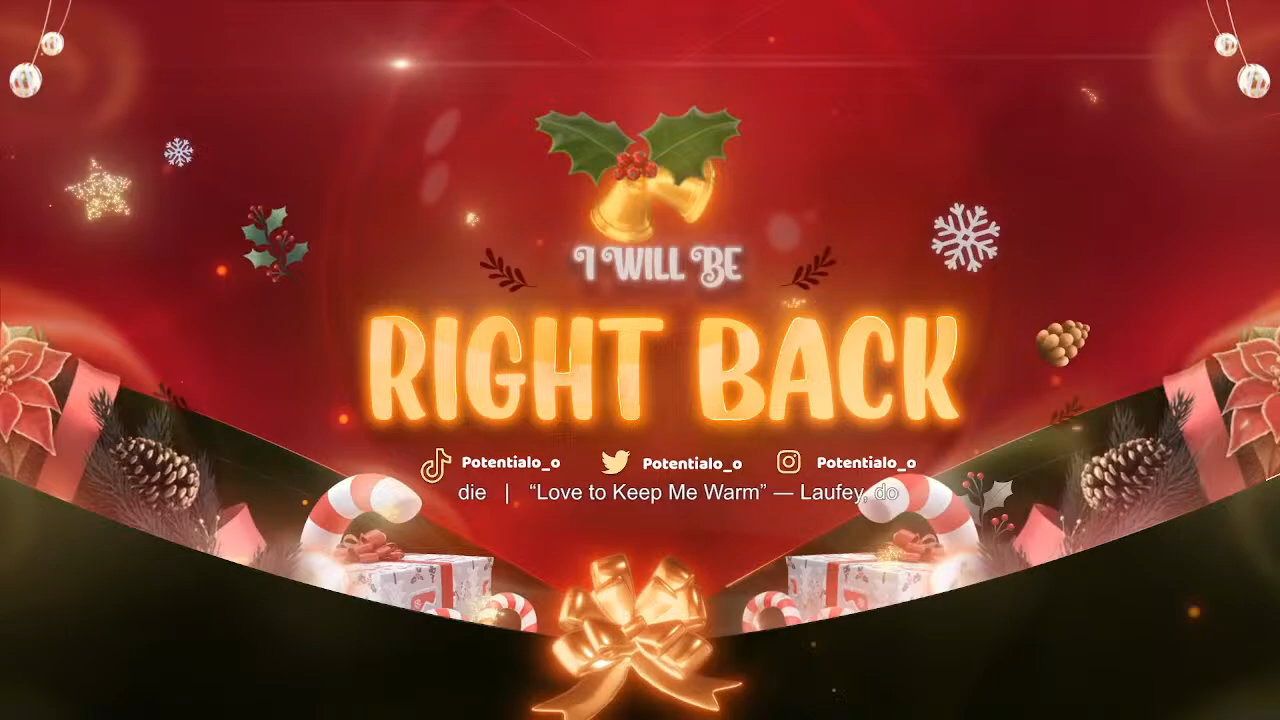 I WILL BE
RIGHT BACK
Potentialo_o Potentialo_o Potentialo_o
die | “Love to Keep Me Warm” — Laufey, do